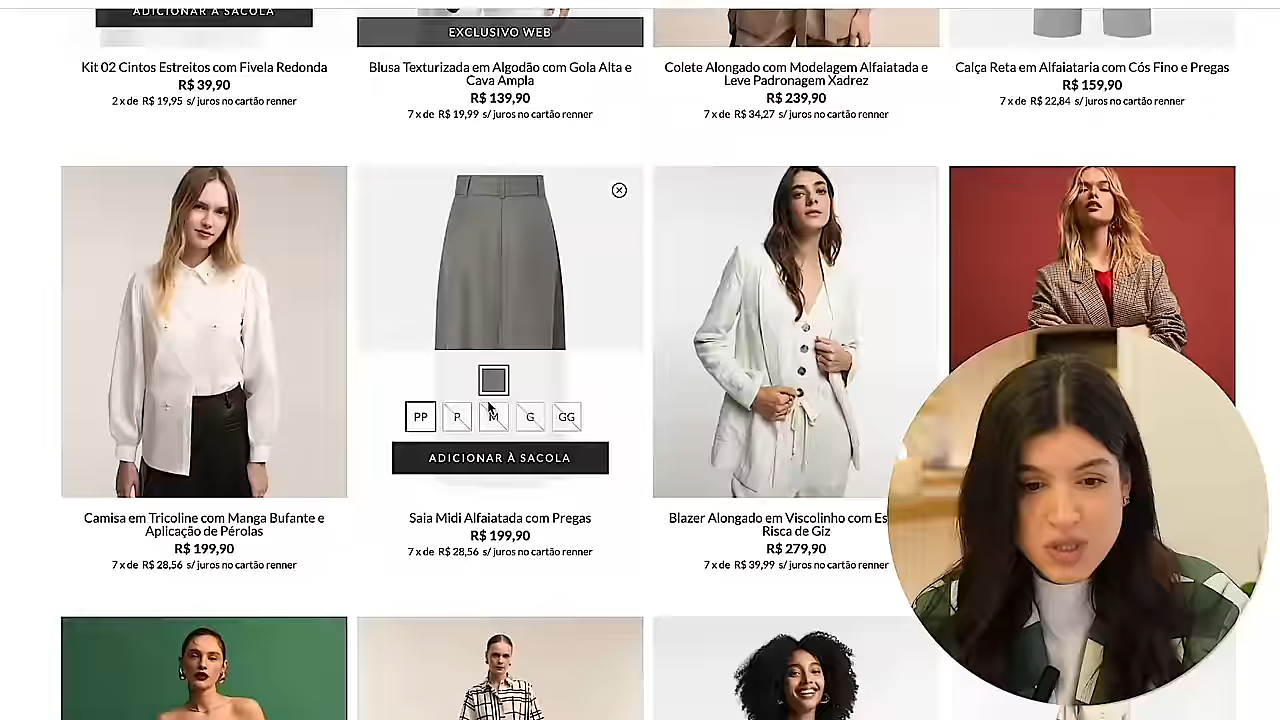 ADICIONAR À SACOLA
EXCLUSIVO WEB
Kit 02 Cintos Estreitos com Fivela Redonda
R$ 39,90
2 x de R$ 19,95 s/ juros no cartão renner
Blusa Texturizada em Algodão com Gola Alta e
Cava Ampla
R$ 139,90
7 x de R$ 19,99 s/ juros no cartão renner
Colete Alongado com Modelagem Alfaiatada e
Leve Padronagem Xadrez
R$ 239,90
7 x de R$ 34,27 s/ juros no cartão renner
Calça Reta em Alfaiataria com Cós Fino e Pregas
R$ 159,90
7 x de R$ 22,84 s/ juros no cartão renner
PP P M G GG
ADICIONAR À SACOLA
Camisa em Tricoline com Manga Bufante e
Aplicação de Pérolas
R$ 199,90
7 x de R$ 28,56 s/ juros no cartão renner
Saia Midi Alfaiatada com Pregas
R$ 199,90
7 x de R$ 28,56 s/ juros no cartão renner
Blazer Alongado em Viscolinho com Es
Risca de Giz
R$ 279,90
7 x de R$ 39,99 s/ juros no cartão renner